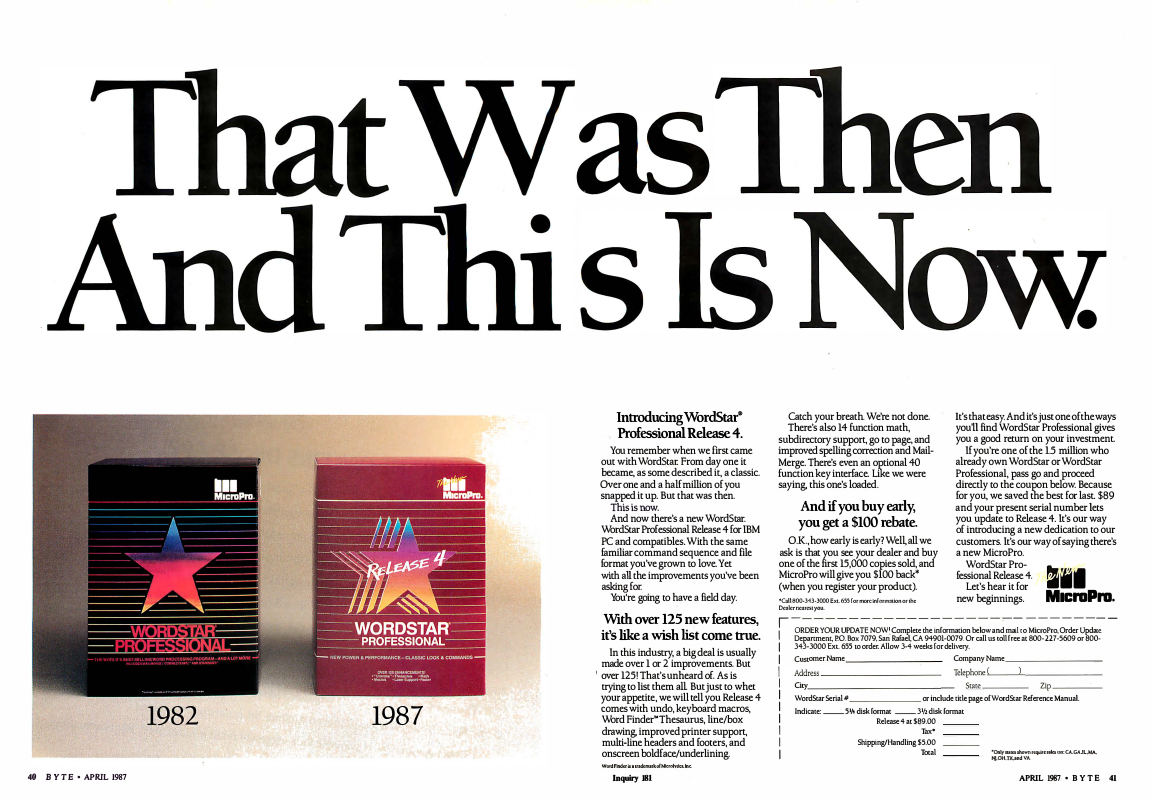 That Was Then
And This Is Now.
MicroPro.
WORDSTAR
PROFESSIONAL
1982
The New
MicroPro.
RELEASE 4
WORDSTAR
PROFESSIONAL
NEW POWER & PERFORMANCE - CLASSIC LOOK & COMMANDS
OVER 125 ENHANCEMENTS!
1987
Introducing WordStar®
Professional Release 4.
You remember when we first came
out with WordStar. From day one it
became, as some described it, a classic.
Over one and a half million of you
snapped it up. But that was then.
This is now.
And now there's a new WordStar.
WordStar Professional Release 4 for IBM
PC and compatibles. With the same
familiar command sequence and file
format you've grown to love. Yet
with all the improvements you've been
asking for.
You're going to have a field day.
With over 125 new features,
it's like a wish list come true.
In this industry, a big deal is usually
made over 1 or 2 improvements. But
over 125! That's unheard of. As is
trying to list them all. But just to whet
your appetite, we will tell you Release 4
comes with undo, keyboard macros,
Word Finder™ Thesaurus, line/box
drawing, improved printer support,
multi-line headers and footers, and
onscreen boldface/underlining.
Word Finder is a trademark of Microlytics, Inc.
Catch your breath. We're not done.
There's also 14 function math,
subdirectory support, go to page, and
improved spelling correction and Mail-
Merge. There's even an optional 40
function key interface. Like we were
saying, this one's loaded.
And if you buy early,
you get a $100 rebate.
O.K., how early is early? Well, all we
ask is that you see your dealer and buy
one of the first 15,000 copies sold, and
MicroPro will give you $100 back*
(when you register your product).
*Call 800-343-3000 Ext. 655 for more information or the
Dealer nearest you.
It's that easy. And it's just one of the ways
you'll find WordStar Professional gives
you a good return on your investment.
If you're one of the 1.5 million who
already own WordStar or WordStar
Professional, pass go and proceed
directly to the coupon below. Because
for you, we saved the best for last. $89
and your present serial number lets
you update to Release 4. It's our way
of introducing a new dedication to our
customers. It's our way of saying there's
a new MicroPro.
WordStar Pro-
fessional Release 4.
Let's hear it for
new beginnings.
The New
MicroPro.
ORDER YOUR UPDATE NOW! Complete the information below and mail to MicroPro, Order Update
Department, P.O. Box 7079, San Rafael, CA 94901-0079. Or call us toll free at 800-227-5609 or 800-
343-3000 Ext. 655 to order. Allow 3-4 weeks for delivery.
Customer Name Company Name
Address Telephone ( )
City State Zip
WordStar Serial # or include title page of WordStar Reference Manual.
Indicate: 5¼ disk format 3½ disk format
Release 4 at $89.00
Tax*
Shipping/Handling $5.00
Total
*Only states shown require sales tax: CA, GA, IL, MA,
NJ, OH, TX, and VA
40 BYTE • APRIL 1987
Inquiry 181
APRIL 1987 • BYTE 41